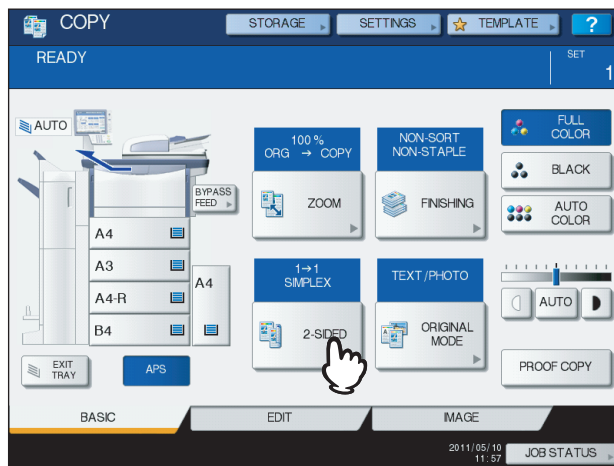 COPY
STORAGE
SETTINGS
TEMPLATE
?
READY
SET
1
AUTO
100 %
ORG → COPY
NON-SORT
NON-STAPLE
FULL
COLOR
BLACK
BYPASS
FEED
ZOOM
FINISHING
AUTO
COLOR
A4
A3
A4-R
B4
A4
1→1
SIMPLEX
TEXT/PHOTO
2-SIDED
ORIGINAL
MODE
AUTO
EXIT
TRAY
APS
PROOF COPY
BASIC
EDIT
IMAGE
2011/05/10
11:57
JOB STATUS